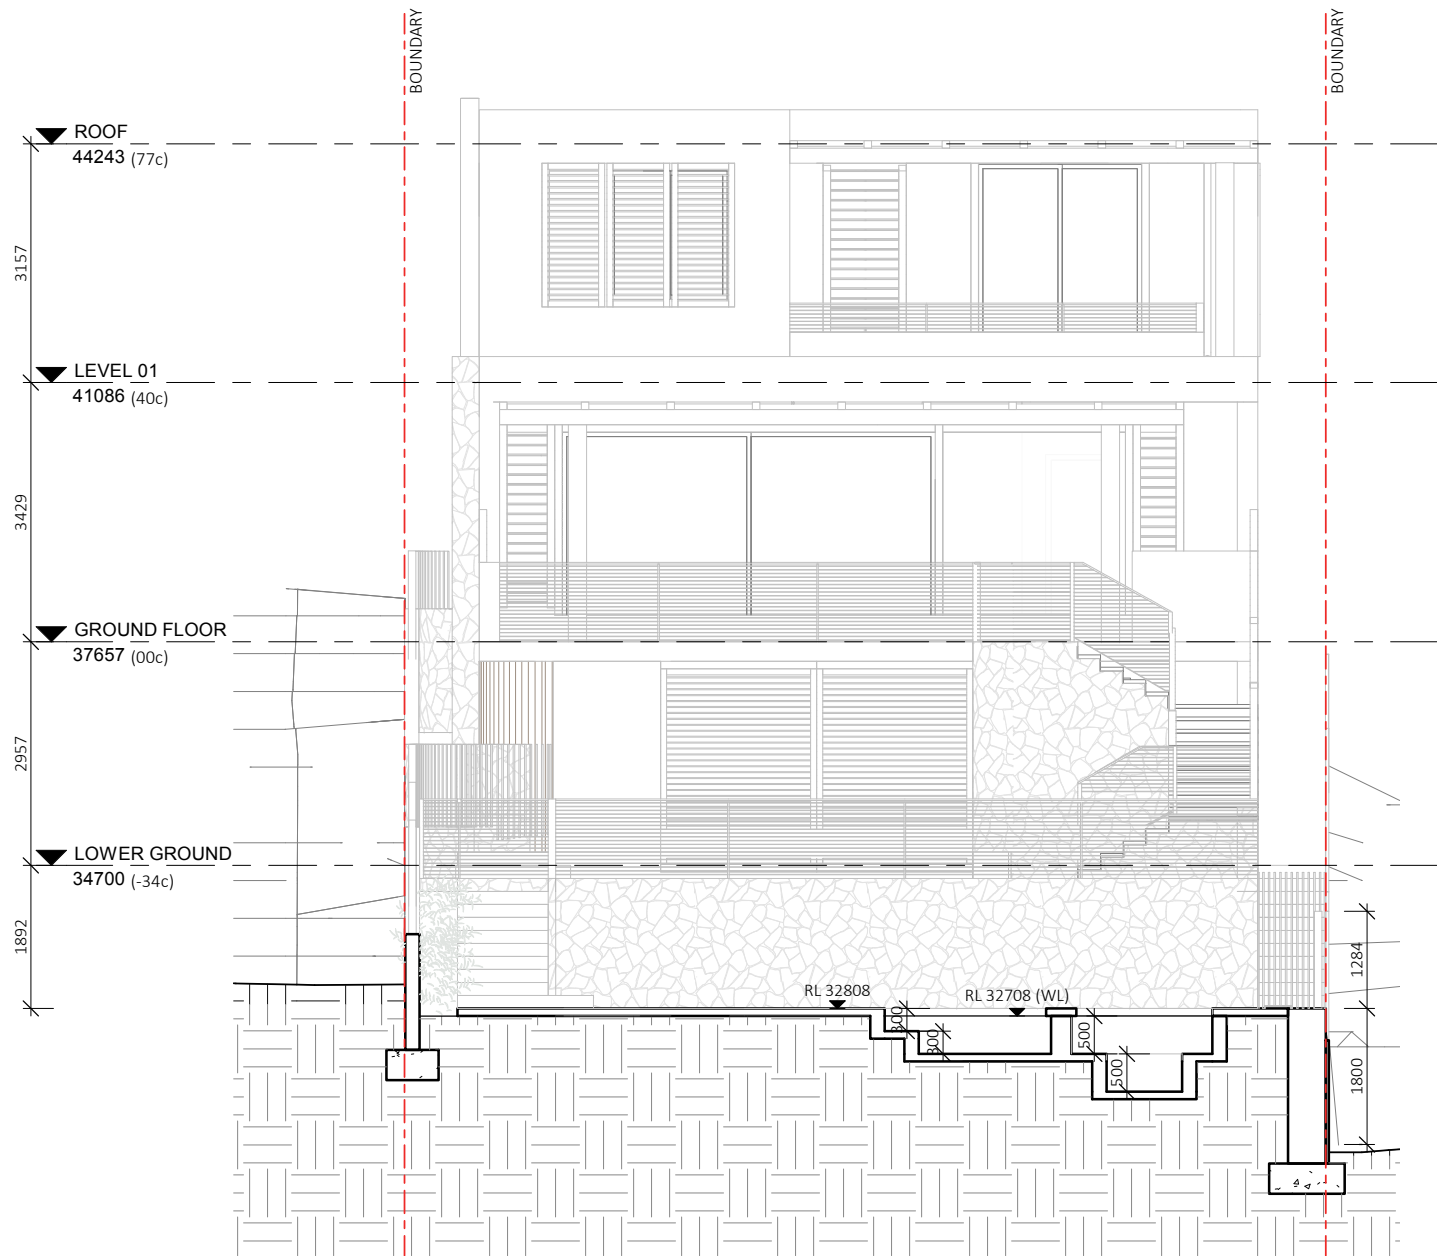 BOUNDARY
BOUNDARY
ROOF
44243 (77c)
3157
LEVEL 01
41086 (40c)
3429
GROUND FLOOR
37657 (00c)
2957
LOWER GROUND
34700 (-34c)
1892
1284
RL 32808
RL 32708 (WL)
300
300
500
500
1800